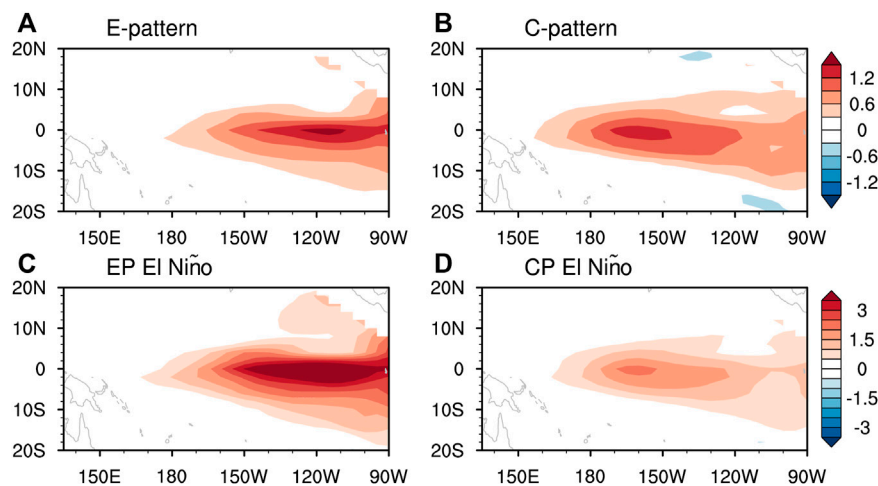 A E-pattern
20N
10N
0
10S
20S
150E 180 150W 120W 90W
B C-pattern
20N
10N
0
10S
20S
150E 180 150W 120W 90W
1.2
0.6
0
-0.6
-1.2
C EP El Niño
20N
10N
0
10S
20S
150E 180 150W 120W 90W
D CP El Niño
20N
10N
0
10S
20S
150E 180 150W 120W 90W
3
1.5
0
-1.5
-3